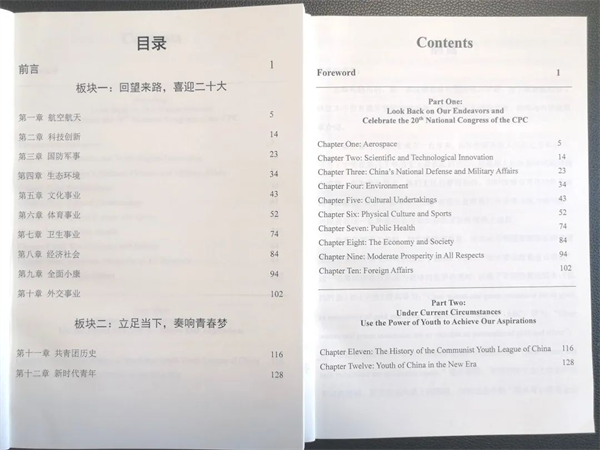 目录
前言 1
板块一：回望来路，喜迎二十大
第一章 航空航天 5
第二章 科技创新 14
第三章 国防军事 23
第四章 生态环境 34
第五章 文化事业 43
第六章 体育事业 52
第七章 卫生事业 74
第八章 经济社会 84
第九章 全面小康 94
第十章 外交事业 102
板块二：立足当下，奏响青春梦
第十一章 共青团历史 116
第十二章 新时代青年 128
Contents
Foreword 1
Part One:
Look Back on Our Endeavors and
Celebrate the 20th National Congress of the CPC
Chapter One: Aerospace 5
Chapter Two: Scientific and Technological Innovation 14
Chapter Three: China's National Defense and Military Affairs 23
Chapter Four: Environment 34
Chapter Five: Cultural Undertakings 43
Chapter Six: Physical Culture and Sports 52
Chapter Seven: Public Health 74
Chapter Eight: The Economy and Society 84
Chapter Nine: Moderate Prosperity in All Respects 94
Chapter Ten: Foreign Affairs 102
Part Two:
Under Current Circumstances
Use the Power of Youth to Achieve Our Aspirations
Chapter Eleven: The History of the Communist Youth League of China 116
Chapter Twelve: Youth of China in the New Era 128